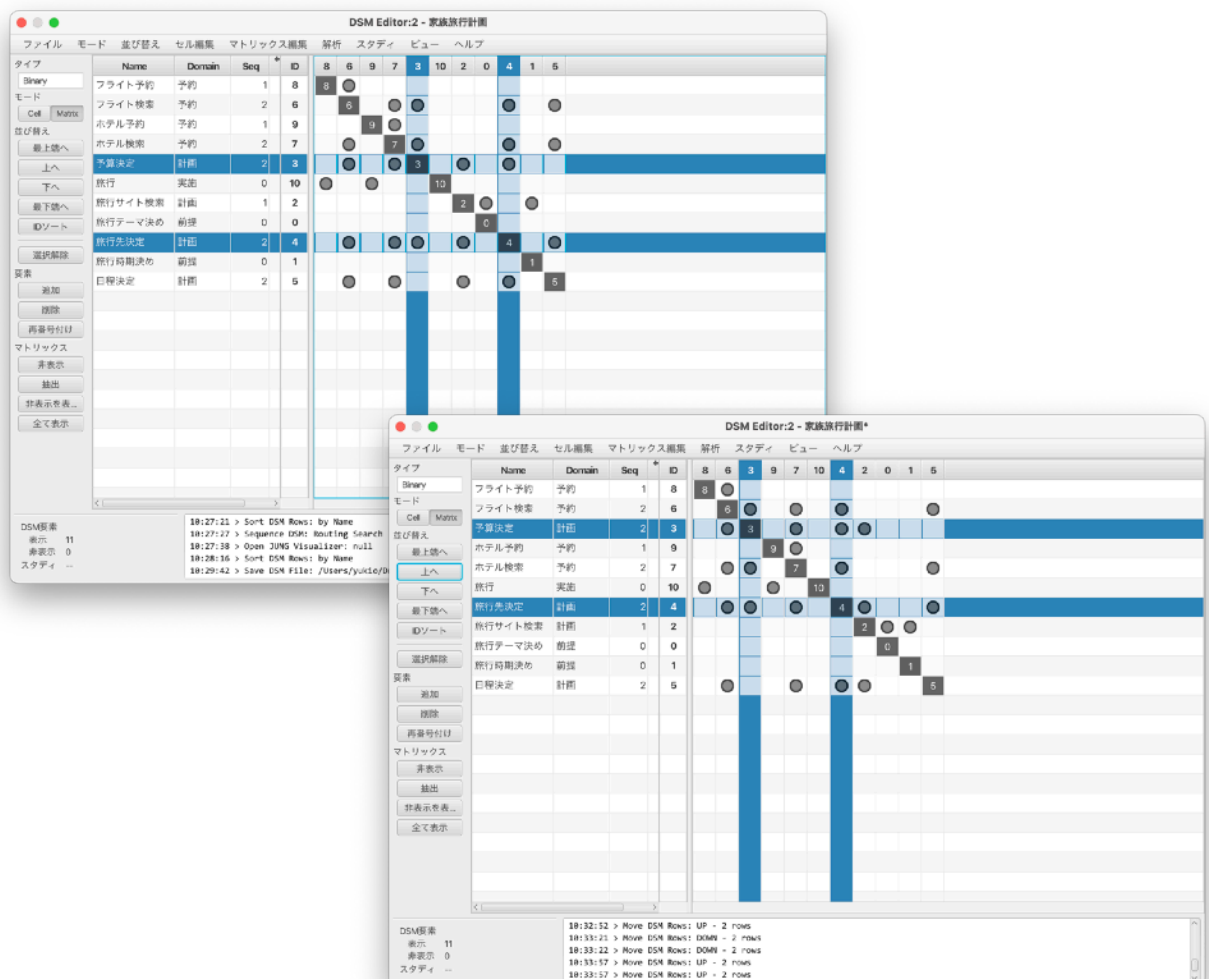 DSM Editor:2 - 家族旅行計画
ファイル モード 並び替え セル編集 マトリックス編集 解析 スタディ ビュー ヘルプ
タイプ
Binary
モード
Cell Matrix
並び替え
最上端へ
上へ
下へ
最下端へ
IDソート
選択解除
要素
追加
削除
再番号付け
マトリックス
非表示
抽出
非表示を表...
全て表示
Name Domain Seq ID 8 6 9 7 3 10 2 0 4 1 5
フライト予約 予約 1 8 8
フライト検索 予約 2 6 6
ホテル予約 予約 1 9 9
ホテル検索 予約 2 7 7
予算決定 計画 2 3 3
旅行 実施 0 10 10
旅行サイト検索 計画 1 2 2
旅行テーマ決め 前提 0 0 0
旅行先決定 計画 2 4 4
旅行時期決め 前提 0 1 1
日程決定 計画 2 5 5
DSM要素
表示 11
非表示 0
スタディ --
10:27:21 > Sort DSM Rows: by Name
10:27:27 > Sequence DSM: Routing Search
10:27:38 > Open JUNG Visualizer: null
10:28:16 > Sort DSM Rows: by Name
10:29:42 > Save DSM File: /Users/yukio/D
DSM Editor:2 - 家族旅行計画*
ファイル モード 並び替え セル編集 マトリックス編集 解析 スタディ ビュー ヘルプ
タイプ
Binary
モード
Cell Matrix
並び替え
最上端へ
上へ
下へ
最下端へ
IDソート
選択解除
要素
追加
削除
再番号付け
マトリックス
非表示
抽出
非表示を表...
全て表示
Name Domain Seq ID 8 6 3 9 7 10 4 2 0 1 5
フライト予約 予約 1 8 8
フライト検索 予約 2 6 6
予算決定 計画 2 3 3
ホテル予約 予約 1 9 9
ホテル検索 予約 2 7 7
旅行 実施 0 10 10
旅行先決定 計画 2 4 4
旅行サイト検索 計画 1 2 2
旅行テーマ決め 前提 0 0 0
旅行時期決め 前提 0 1 1
日程決定 計画 2 5 5
DSM要素
表示 11
非表示 0
スタディ --
10:32:52 > Move DSM Rows: UP - 2 rows
10:33:21 > Move DSM Rows: DOWN - 2 rows
10:33:22 > Move DSM Rows: DOWN - 2 rows
10:33:57 > Move DSM Rows: UP - 2 rows
10:33:57 > Move DSM Rows: UP - 2 rows